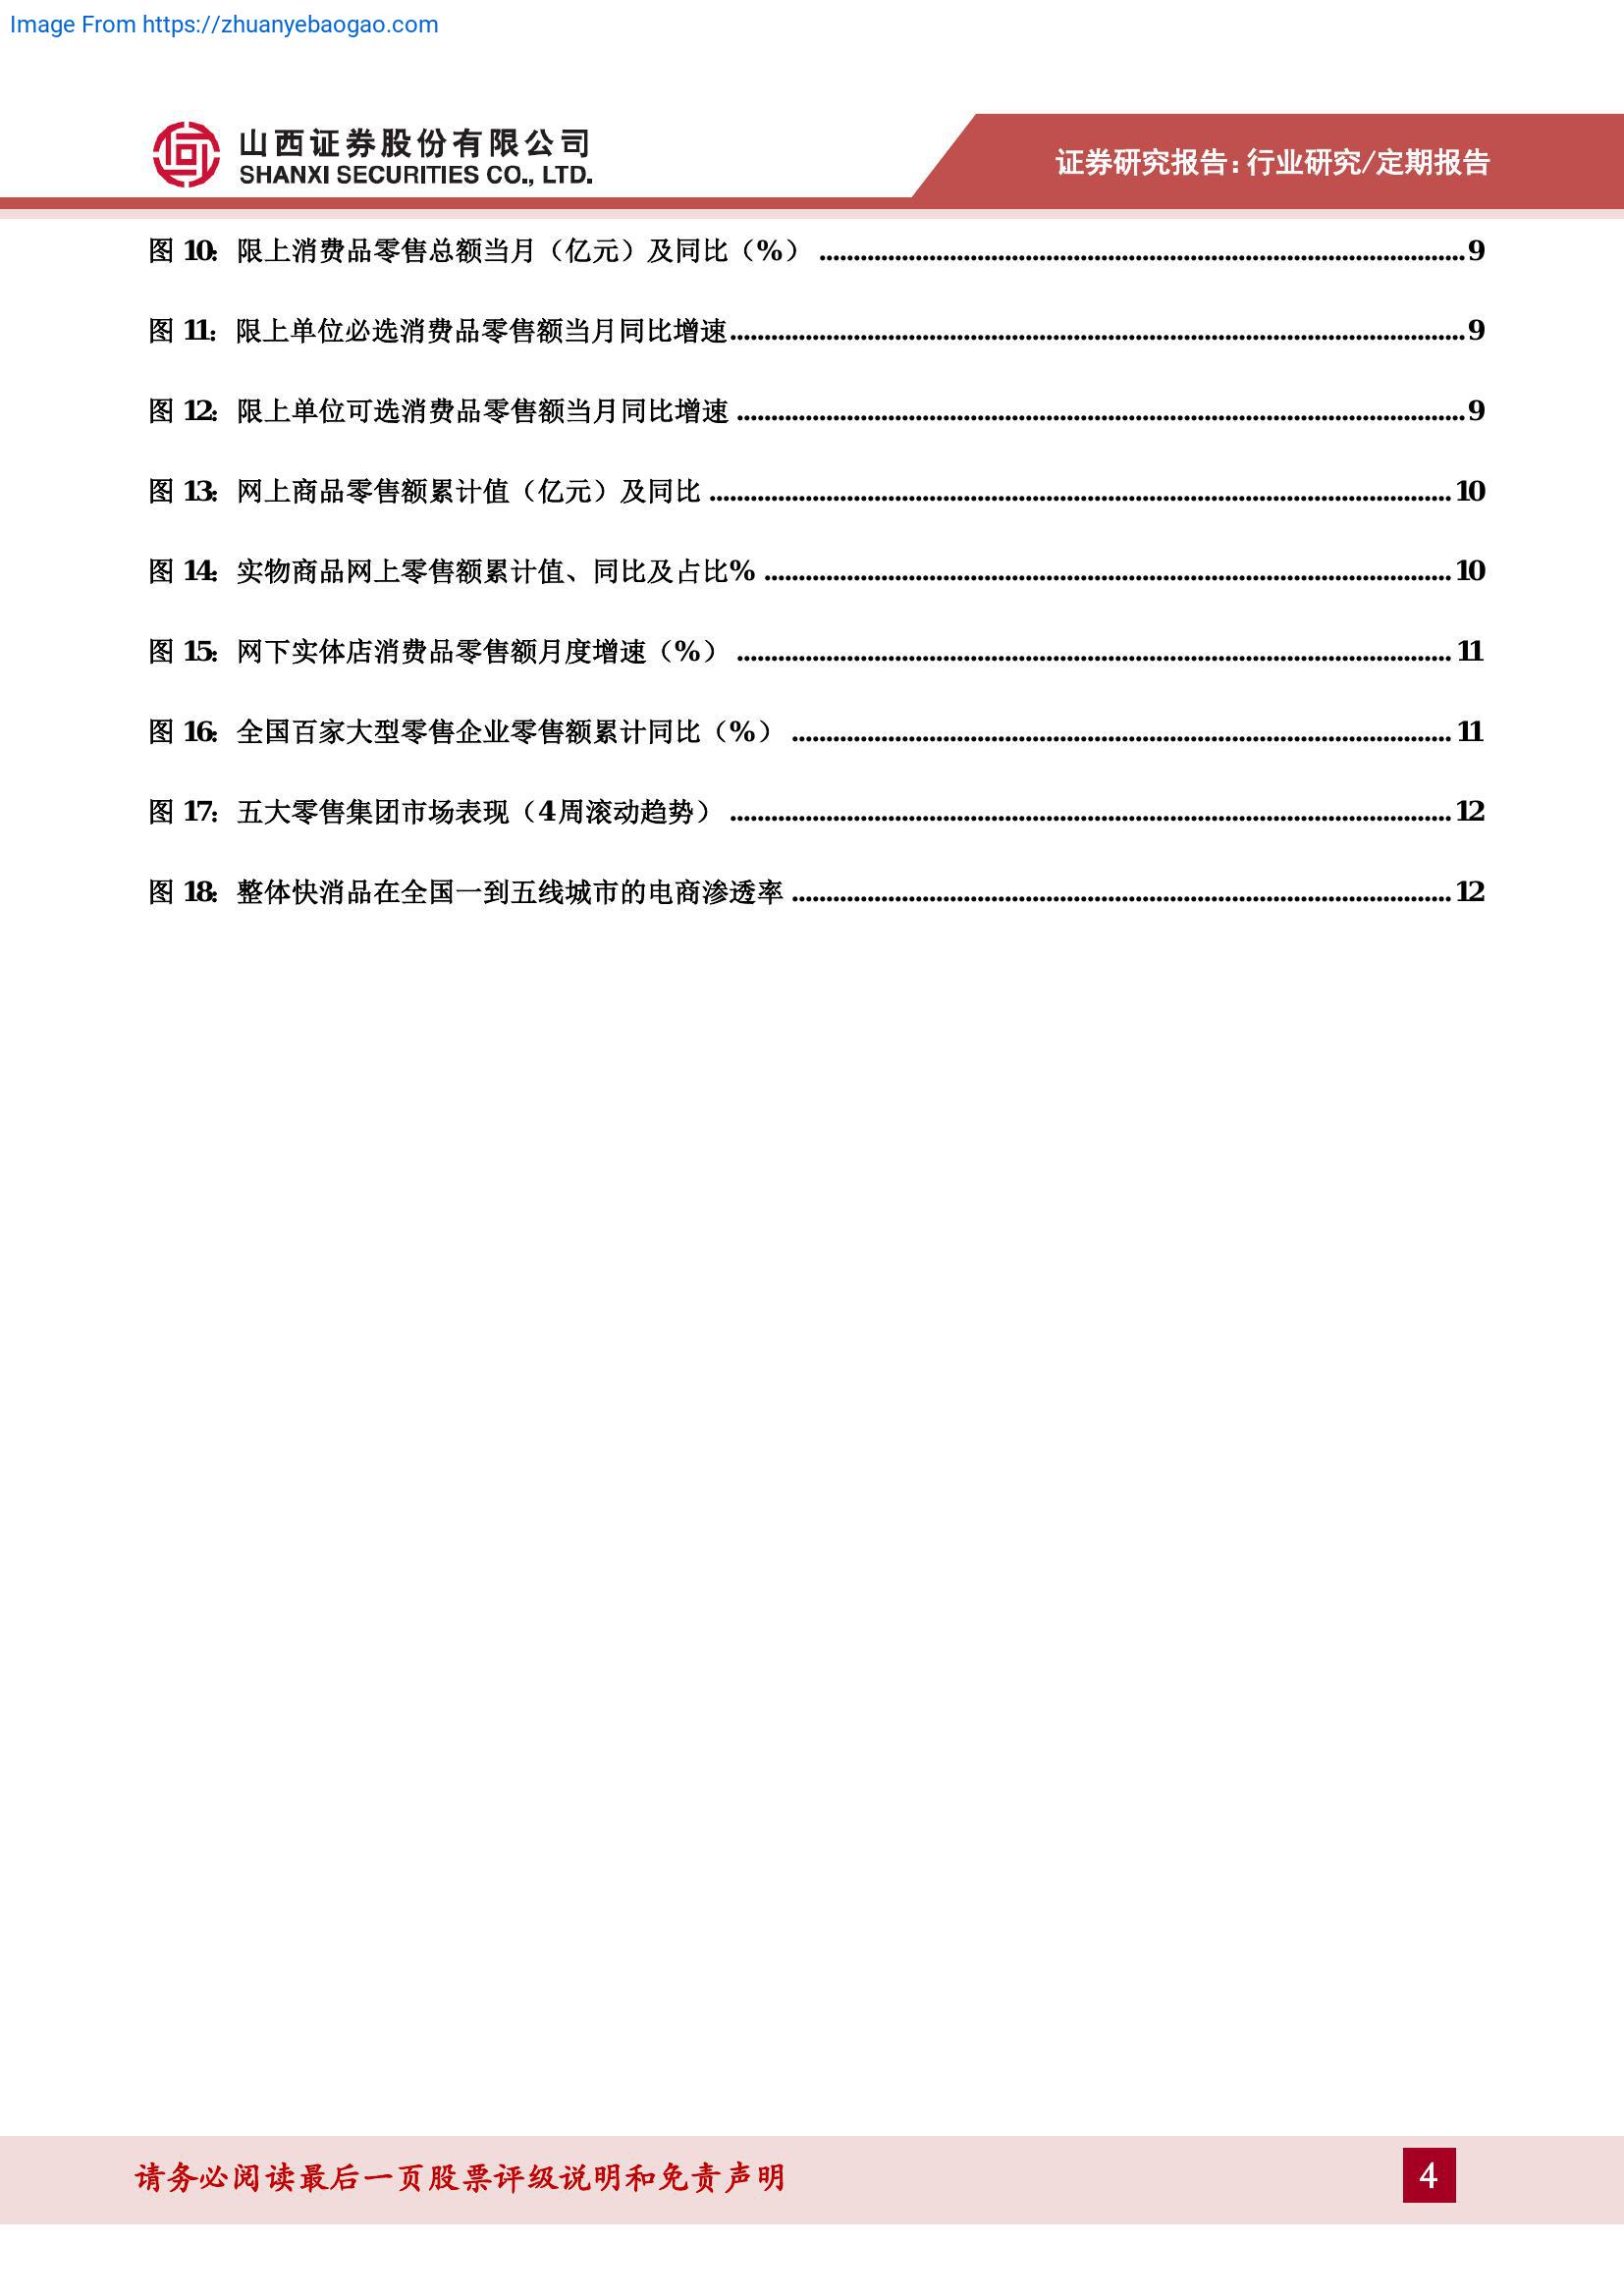 Image From https://zhuanyebaogao.com
山西证券股份有限公司
SHANXI SECURITIES CO., LTD.
证券研究报告：行业研究/定期报告
图 10：限上消费品零售总额当月（亿元）及同比（%） ........................................................................................ 9
图 11：限上单位必选消费品零售额当月同比增速........................................................................................ 9
图 12：限上单位可选消费品零售额当月同比增速 ........................................................................................ 9
图 13：网上商品零售额累计值（亿元）及同比 ........................................................................................ 10
图 14：实物商品网上零售额累计值、同比及占比% ........................................................................................ 10
图 15：网下实体店消费品零售额月度增速（%） ........................................................................................ 11
图 16：全国百家大型零售企业零售额累计同比（%） ........................................................................................ 11
图 17：五大零售集团市场表现（4 周滚动趋势） ........................................................................................ 12
图 18：整体快消品在全国一到五线城市的电商渗透率 ........................................................................................ 12
请务必阅读最后一页股票评级说明和免责声明
4